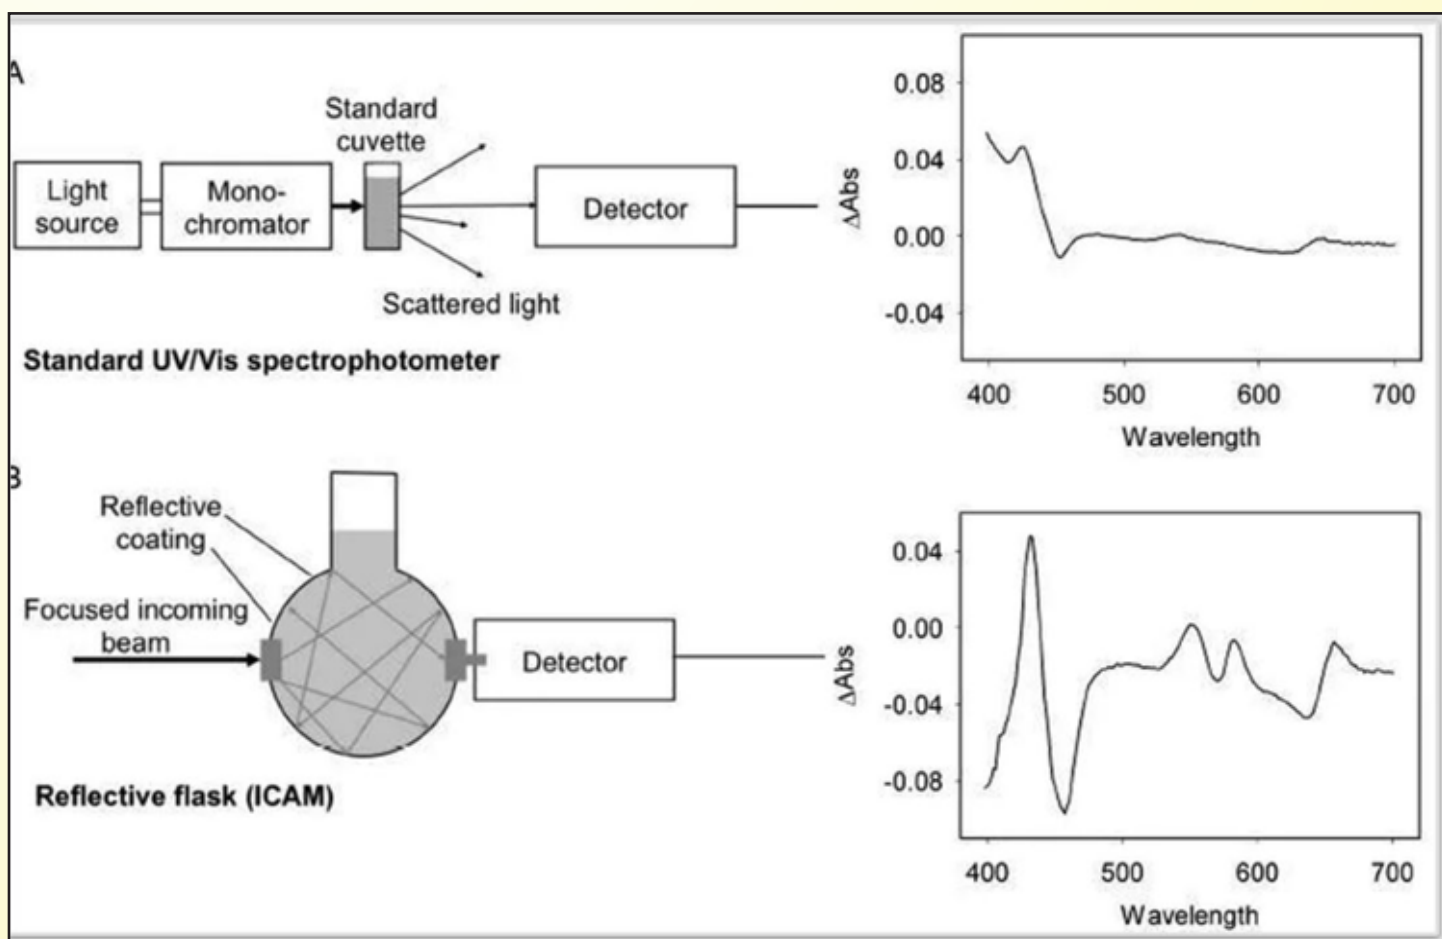 A
Standard
cuvette
Light
source
Mono-
chromator
Detector
Scattered light
Standard UV/Vis spectrophotometer
0.08
0.04
0.00
-0.04
ΔAbs
400 500 600 700
Wavelength
B
Reflective
coating
Focused incoming
beam
Detector
Reflective flask (ICAM)
0.04
0.00
-0.04
-0.08
ΔAbs
400 500 600 700
Wavelength